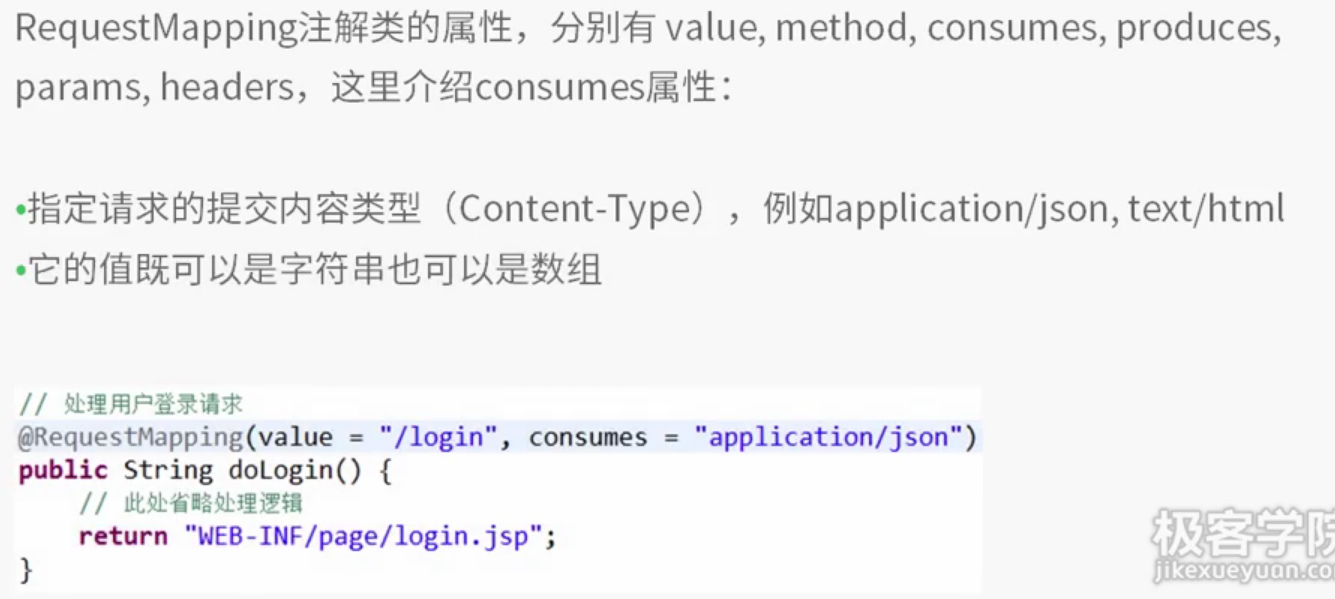 RequestMapping注解类的属性，分别有 value, method, consumes, produces,
params, headers，这里介绍consumes属性：
•指定请求的提交内容类型（Content-Type），例如application/json, text/html
•它的值既可以是字符串也可以是数组
// 处理用户登录请求
@RequestMapping(value = "/login", consumes = "application/json")
public String doLogin() {
// 此处省略处理逻辑
return "WEB-INF/page/login.jsp";
}
极客学院
jikexueyuan.co